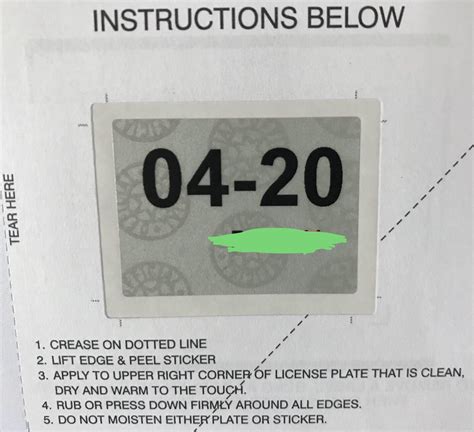 INSTRUCTIONS BELOW
TEAR HERE
04-20
1. CREASE ON DOTTED LINE
2. LIFT EDGE & PEEL STICKER
3. APPLY TO UPPER RIGHT CORNER OF LICENSE PLATE THAT IS CLEAN,
DRY AND WARM TO THE TOUCH.
4. RUB OR PRESS DOWN FIRMLY AROUND ALL EDGES.
5. DO NOT MOISTEN EITHER PLATE OR STICKER.